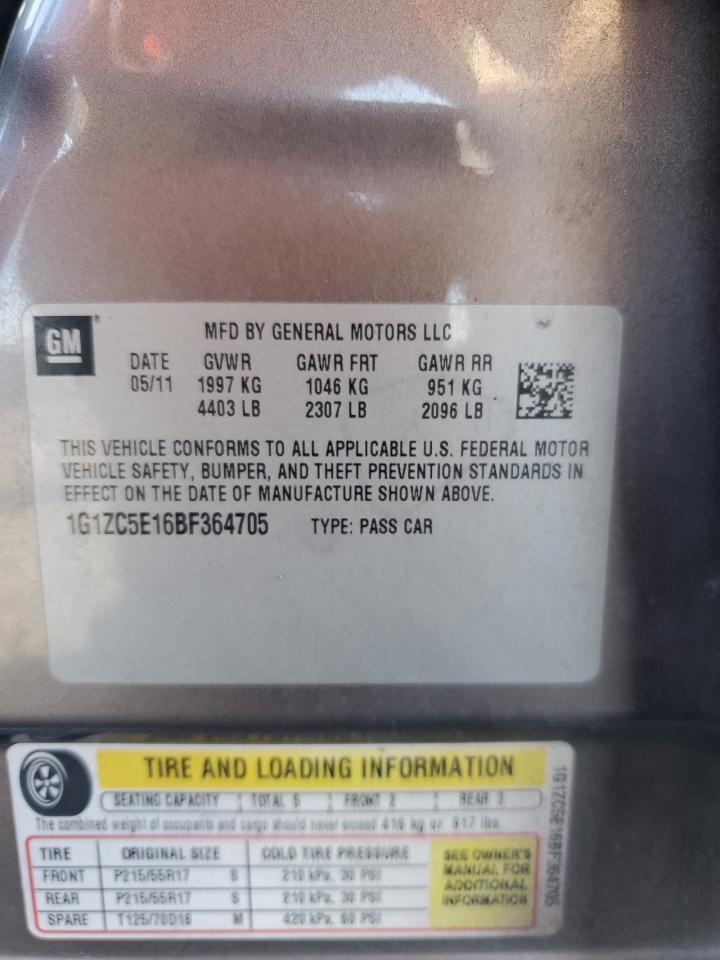 GM ® MFD BY GENERAL MOTORS LLC
DATE GVWR GAWR FRT GAWR RR
05/11 1997 KG 1046 KG 951 KG
4403 LB 2307 LB 2096 LB
THIS VEHICLE CONFORMS TO ALL APPLICABLE U.S. FEDERAL MOTOR
VEHICLE SAFETY, BUMPER, AND THEFT PREVENTION STANDARDS IN
EFFECT ON THE DATE OF MANUFACTURE SHOWN ABOVE.
1G1ZC5E16BF364705 TYPE: PASS CAR
TIRE AND LOADING INFORMATION
SEATING CAPACITY TOTAL 5 FRONT 2 REAR 3
The combined weight of occupants and cargo should never exceed 416 kg or 917 lbs.
TIRE ORIGINAL SIZE COLD TIRE PRESSURE
FRONT P215/55R17 S 210 kPa, 30 PSI
REAR P215/55R17 S 210 kPa, 30 PSI
SPARE T125/70D16 M 420 kPa, 60 PSI
SEE OWNER'S
MANUAL FOR
ADDITIONAL
INFORMATION
1G1ZC5E16BF364705